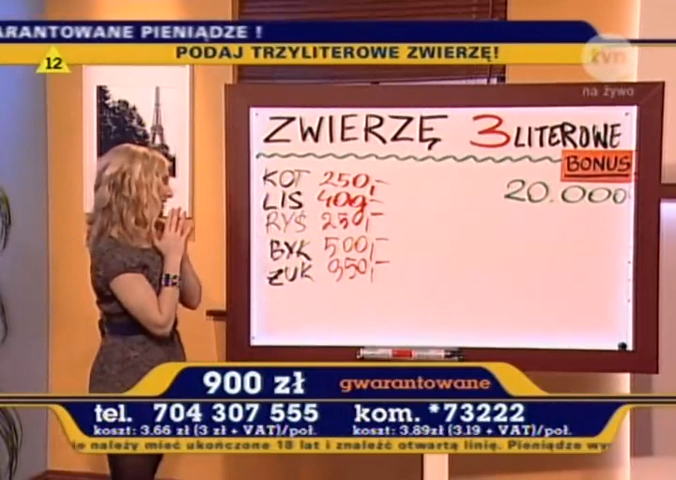 ARANTOWANE PIENIĄDZE !
PODAJ TRZYLITEROWE ZWIERZĘ!
12
tvn
na żywo
ZWIERZĘ 3 LITEROWE
BONUS
20.000
KOT 250,-
LIS 400,-
RYŚ 250,-
BYK 500,-
ŻUK 350,-
900 zł gwarantowane
tel. 704 307 555 kom. *73222
koszt: 3.66 zł (3 zł + VAT)/poł. koszt: 3.89zł (3.19 + VAT)/poł.
ie należy mieć ukończone 18 lat i znaleźć otwartą linię. Pieniądze wy